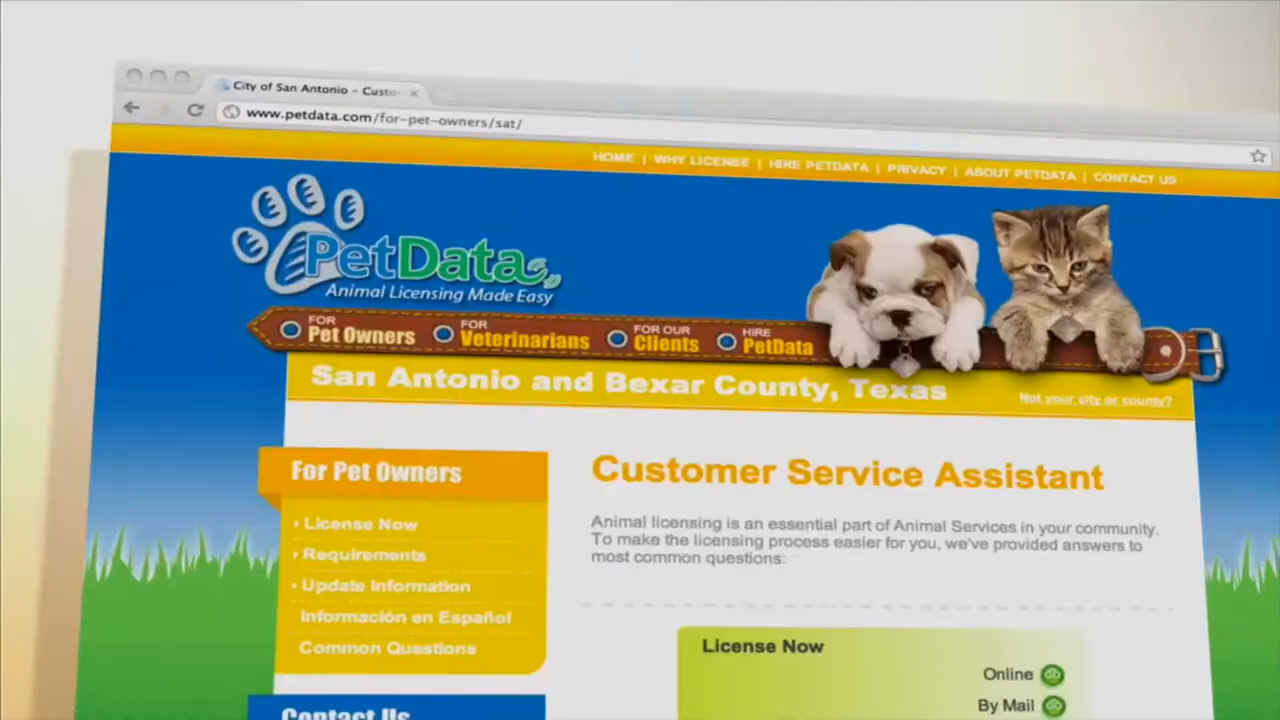 City of San Antonio - Custo
www.petdata.com/for-pet-owners/sat/
HOME | WHY LICENSE | HIRE PETDATA | PRIVACY | ABOUT PETDATA | CONTACT US
PetData
Animal Licensing Made Easy
FOR Pet Owners
FOR Veterinarians
FOR OUR Clients
HIRE PetData
San Antonio and Bexar County, Texas
Not your city or county?
For Pet Owners
License Now
Requirements
Update Information
Información en Español
Common Questions
Contact Us
Customer Service Assistant
Animal licensing is an essential part of Animal Services in your community.
To make the licensing process easier for you, we've provided answers to
most common questions:
License Now
Online
By Mail